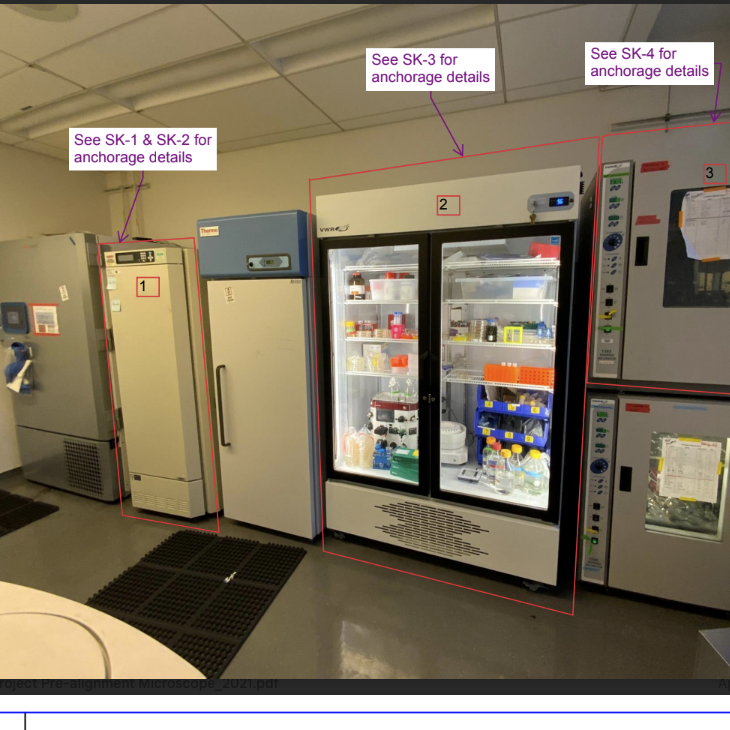 See SK-3 for
anchorage details
See SK-4 for
anchorage details
See SK-1 & SK-2 for
anchorage details
1
2
3
Thermo
VWR
roject Pre-alignment Microscope_2021.pdf